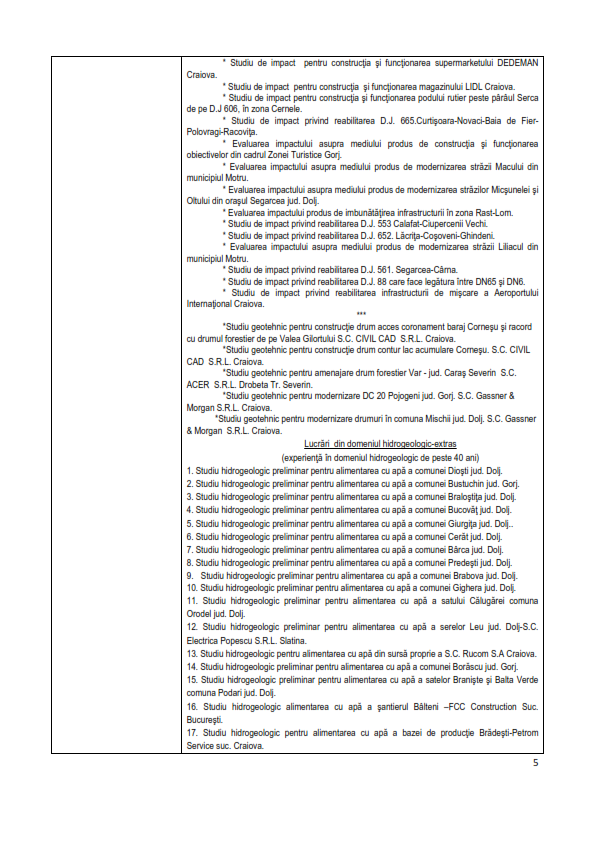 * Studiu de impact pentru construcţia şi funcţionarea supermarketului DEDEMAN
Craiova.
* Studiu de impact pentru construcţia şi funcţionarea magazinului LIDL Craiova.
* Studiu de impact pentru construcţia şi funcţionarea podului rutier peste pârâul Serca
de pe D.J 606, în zona Cernele.
* Studiu de impact privind reabilitarea D.J. 665.Curtişoara-Novaci-Baia de Fier-
Polovragi-Racoviţa.
* Evaluarea impactului asupra mediului produs de construcţia şi funcţionarea
obiectivelor din cadrul Zonei Turistice Gorj.
* Evaluarea impactului asupra mediului produs de modernizarea străzii Macului din
municipiul Motru.
* Evaluarea impactului asupra mediului produs de modernizarea străzilor Micşunelei şi
Oltului din oraşul Segarcea jud. Dolj.
* Evaluarea impactului produs de imbunătăţirea infrastructurii în zona Rast-Lom.
* Studiu de impact privind reabilitarea D.J. 553 Calafat-Ciupercenii Vechi.
* Studiu de impact privind reabilitarea D.J. 652. Lăcriţa-Coşoveni-Ghindeni.
* Evaluarea impactului asupra mediului produs de modernizarea străzii Liliacul din
municipiul Motru.
* Studiu de impact privind reabilitarea D.J. 561. Segarcea-Cârna.
* Studiu de impact privind reabilitarea D.J. 88 care face legătura între DN65 şi DN6.
* Studiu de impact privind reabilitarea infrastructurii de mişcare a Aeroportului
Internaţional Craiova.
***
*Studiu geotehnic pentru construcţie drum acces coronament baraj Corneşu şi racord
cu drumul forestier de pe Valea Gilortului S.C. CIVIL CAD S.R.L. Craiova.
*Studiu geotehnic pentru construcţie drum contur lac acumulare Corneşu. S.C. CIVIL
CAD S.R.L. Craiova.
*Studiu geotehnic pentru amenajare drum forestier Var - jud. Caraş Severin S.C.
ACER S.R.L. Drobeta Tr. Severin.
*Studiu geotehnic pentru modernizare DC 20 Pojogeni jud. Gorj. S.C. Gassner &
Morgan S.R.L. Craiova.
*Studiu geotehnic pentru modernizare drumuri în comuna Mischii jud. Dolj. S.C. Gassner
& Morgan S.R.L. Craiova.
Lucrări din domeniul hidrogeologic-extras
(experienţă în domeniul hidrogeologic de peste 40 ani)
1. Studiu hidrogeologic preliminar pentru alimentarea cu apă a comunei Dioşti jud. Dolj.
2. Studiu hidrogeologic preliminar pentru alimentarea cu apă a comunei Bustuchin jud. Gorj.
3. Studiu hidrogeologic preliminar pentru alimentarea cu apă a comunei Braloştiţa jud. Dolj.
4. Studiu hidrogeologic preliminar pentru alimentarea cu apă a comunei Bucovăţ jud. Dolj.
5. Studiu hidrogeologic preliminar pentru alimentarea cu apă a comunei Giurgiţa jud. Dolj..
6. Studiu hidrogeologic preliminar pentru alimentarea cu apă a comunei Cerăt jud. Dolj.
7. Studiu hidrogeologic preliminar pentru alimentarea cu apă a comunei Bârca jud. Dolj.
8. Studiu hidrogeologic preliminar pentru alimentarea cu apă a comunei Predeşti jud. Dolj.
9. Studiu hidrogeologic preliminar pentru alimentarea cu apă a comunei Brabova jud. Dolj.
10. Studiu hidrogeologic preliminar pentru alimentarea cu apă a comunei Gighera jud. Dolj.
11. Studiu hidrogeologic preliminar pentru alimentarea cu apă a satului Călugărei comuna
Orodel jud. Dolj.
12. Studiu hidrogeologic preliminar pentru alimentarea cu apă a serelor Leu jud. Dolj-S.C.
Electrica Popescu S.R.L. Slatina.
13. Studiu hidrogeologic pentru alimentarea cu apă din sursă proprie a S.C. Rucom S.A Craiova.
14. Studiu hidrogeologic preliminar pentru alimentarea cu apă a comunei Borăscu jud. Gorj.
15. Studiu hidrogeologic preliminar pentru alimentarea cu apă a satelor Branişte şi Balta Verde
comuna Podari jud. Dolj.
16. Studiu hidrogeologic alimentarea cu apă a şantierul Bâlteni –FCC Construction Suc.
Bucureşti.
17. Studiu hidrogeologic pentru alimentarea cu apă a bazei de producţie Brădeşti-Petrom
Service suc. Craiova.
5